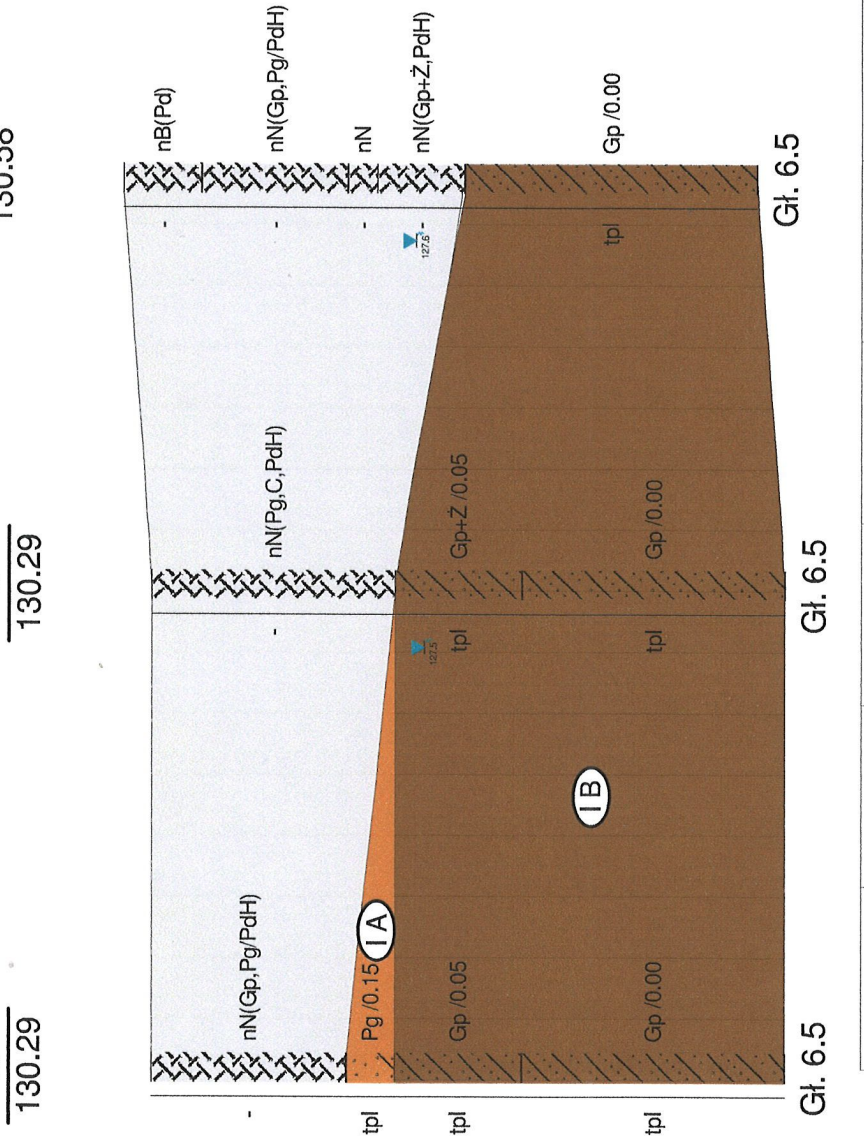 130.29
-
nN(Gp,Pg/PdH)
tpl
Pg /0.15
I A
tpl
Gp /0.05
tpl
Gp /0.00
Gł. 6.5
I B
130.29
-
nN(Pg,C,PdH)
127.5
tpl
Gp+Ż /0.05
tpl
Gp /0.00
Gł. 6.5
-
nB(Pd)
-
nN(Gp,Pg/PdH)
-
nN
127.6
-
nN(Gp+Ż,PdH)
tpl
Gp /0.00
Gł. 6.5